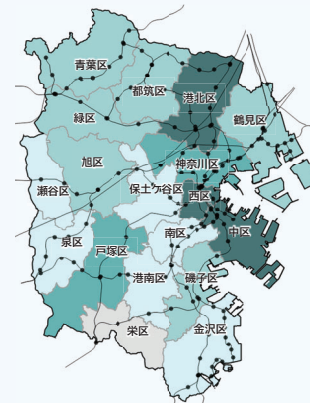 青葉区
都筑区
港北区
緑区
鶴見区
旭区
神奈川区
瀬谷区
保土ケ谷区
西区
泉区
戸塚区
南区
中区
港南区
磯子区
栄区
金沢区